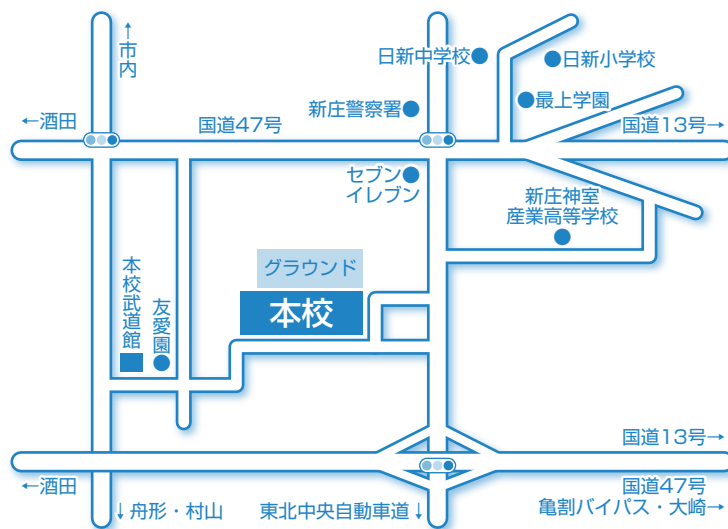 ↑市内
日新中学校
日新小学校
最上学園
新庄警察署
←酒田
国道47号
国道13号→
セブン
イレブン
新庄神室
産業高等学校
グラウンド
本校
本校武道館
友愛園
国道13号→
←酒田
国道47号
亀割バイパス・大崎→
↓舟形・村山
東北中央自動車道↓